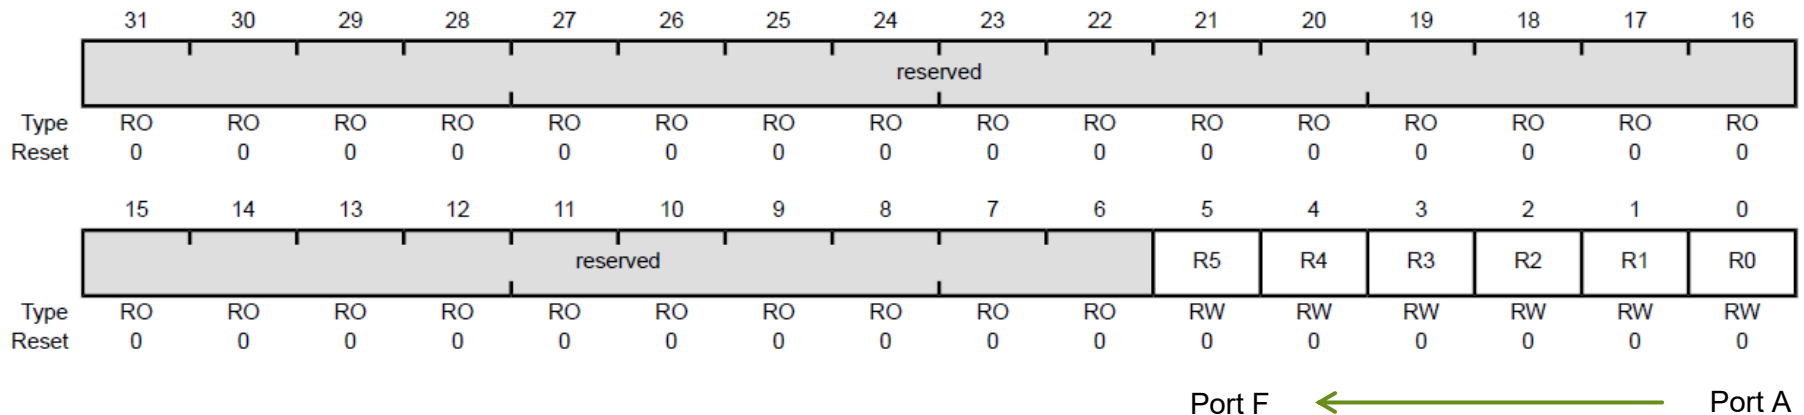 31 30 29 28 27 26 25 24 23 22 21 20 19 18 17 16
reserved
Type RO RO RO RO RO RO RO RO RO RO RO RO RO RO RO RO
Reset 0 0 0 0 0 0 0 0 0 0 0 0 0 0 0 0
15 14 13 12 11 10 9 8 7 6 5 4 3 2 1 0
reserved R5 R4 R3 R2 R1 R0
Type RO RO RO RO RO RO RO RO RO RO RW RW RW RW RW RW
Reset 0 0 0 0 0 0 0 0 0 0 0 0 0 0 0 0
Port F Port A